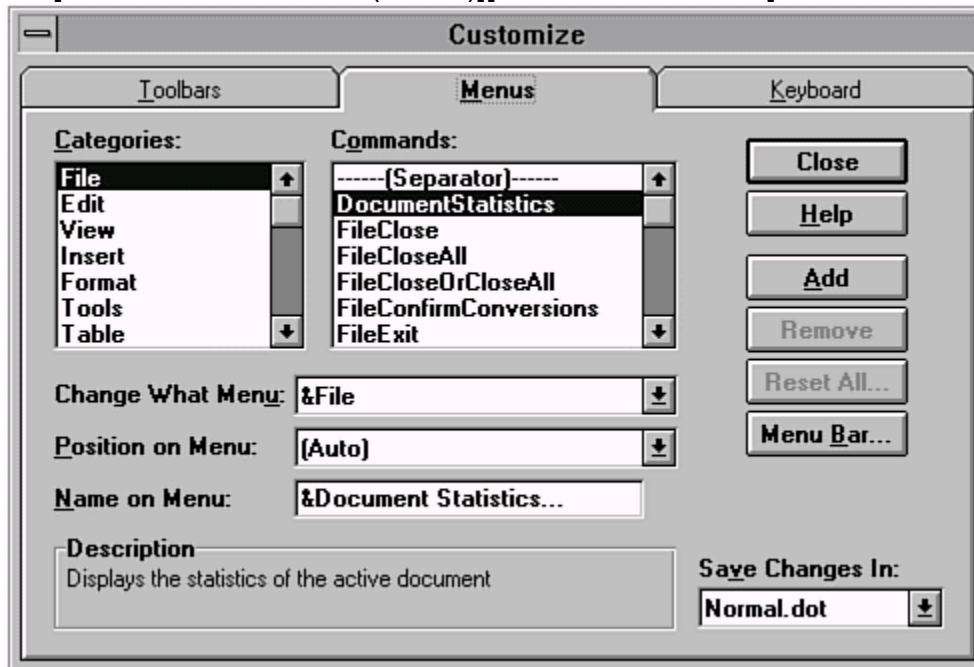 Customize
Toolbars
Menus
Keyboard
Categories:
File
Edit
View
Insert
Format
Tools
Table
Commands:
------(Separator)------
DocumentStatistics
FileClose
FileCloseAll
FileCloseOrCloseAll
FileConfirmConversions
FileExit
Close
Help
Add
Remove
Reset All...
Menu Bar...
Change What Menu: &File
Position on Menu: (Auto)
Name on Menu: &Document Statistics...
Description
Displays the statistics of the active document
Save Changes In:
Normal.dot